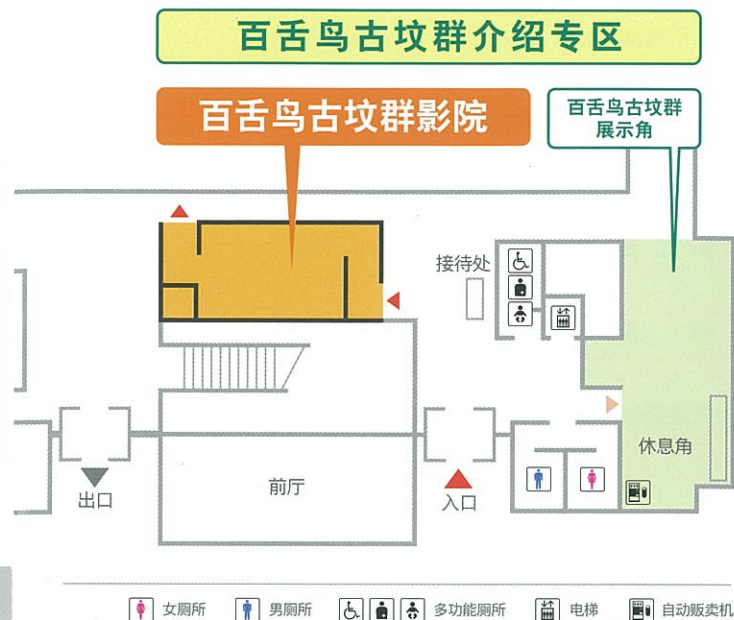 百舌鸟古坟群介绍专区
百舌鸟古坟群影院
百舌鸟古坟群
展示角
接待处
休息角
前厅
出口
入口
女厕所
男厕所
多功能厕所
电梯
自动贩卖机